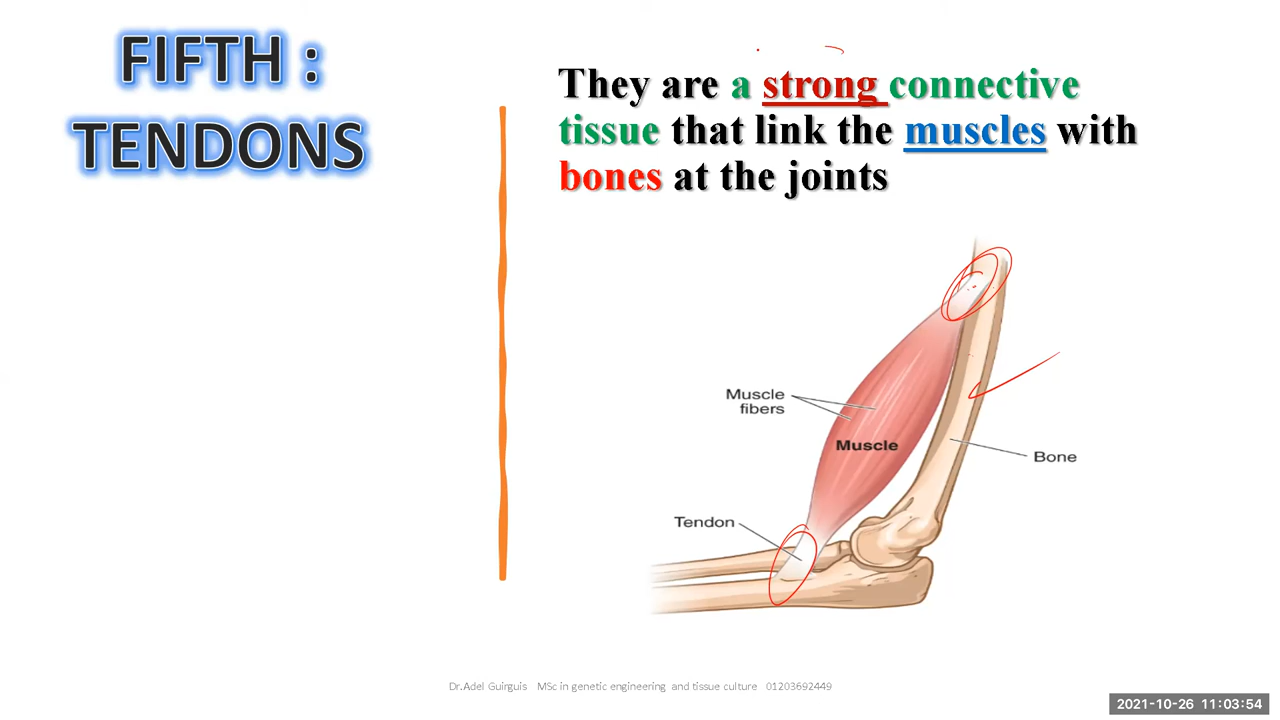 FIFTH :
TENDONS
They are a strong connective
tissue that link the muscles with
bones at the joints
Muscle
fibers
Muscle
Bone
Tendon
Dr.Adel Guirguis MSc in genetic engineering and tissue culture 01203692449
2021-10-26 11:03:54